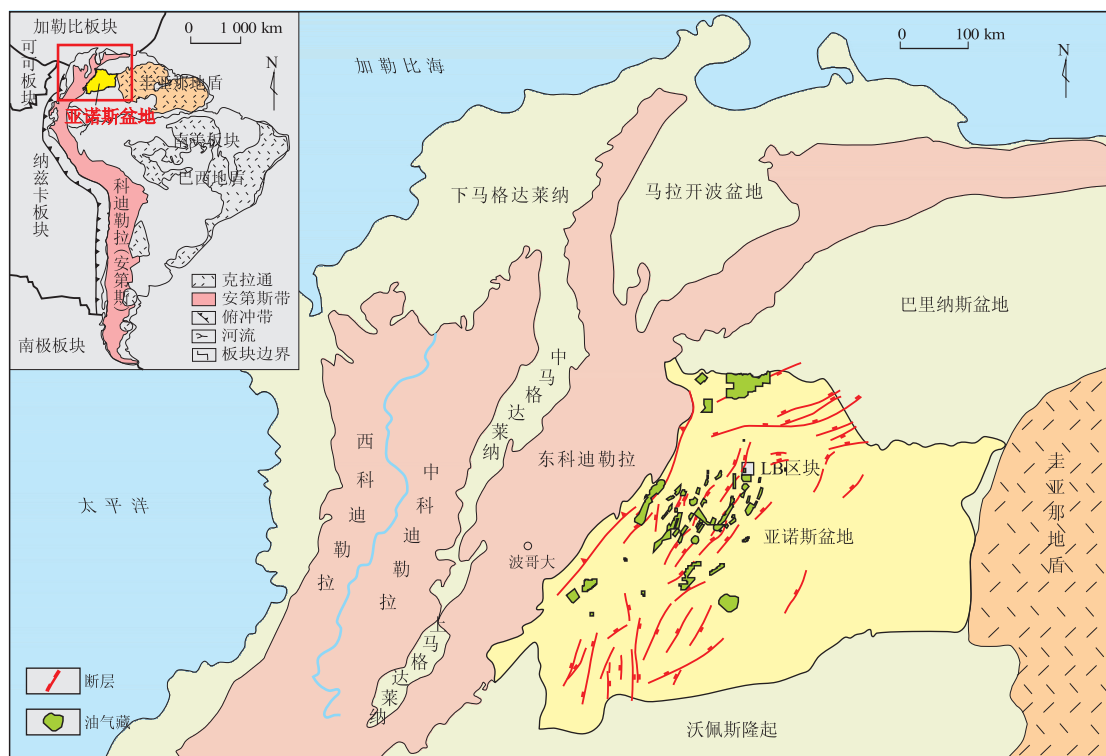 加勒比板块
0 1 000 km
可可板块
N
圭亚那地盾
亚诺斯盆地
南美板块
巴西地盾
纳兹卡板块
科迪勒拉(安第斯)
克拉通
安第斯带
俯冲带
河流
板块边界
南极板块
0 100 km
N
加勒比海
下马格达莱纳
马拉开波盆地
巴里纳斯盆地
中马格达莱纳
西科迪勒拉
中科迪勒拉
东科迪勒拉
LB区块
圭亚那地盾
太平洋
亚诺斯盆地
波哥大
上马格达莱纳
断层
油气藏
沃佩斯隆起